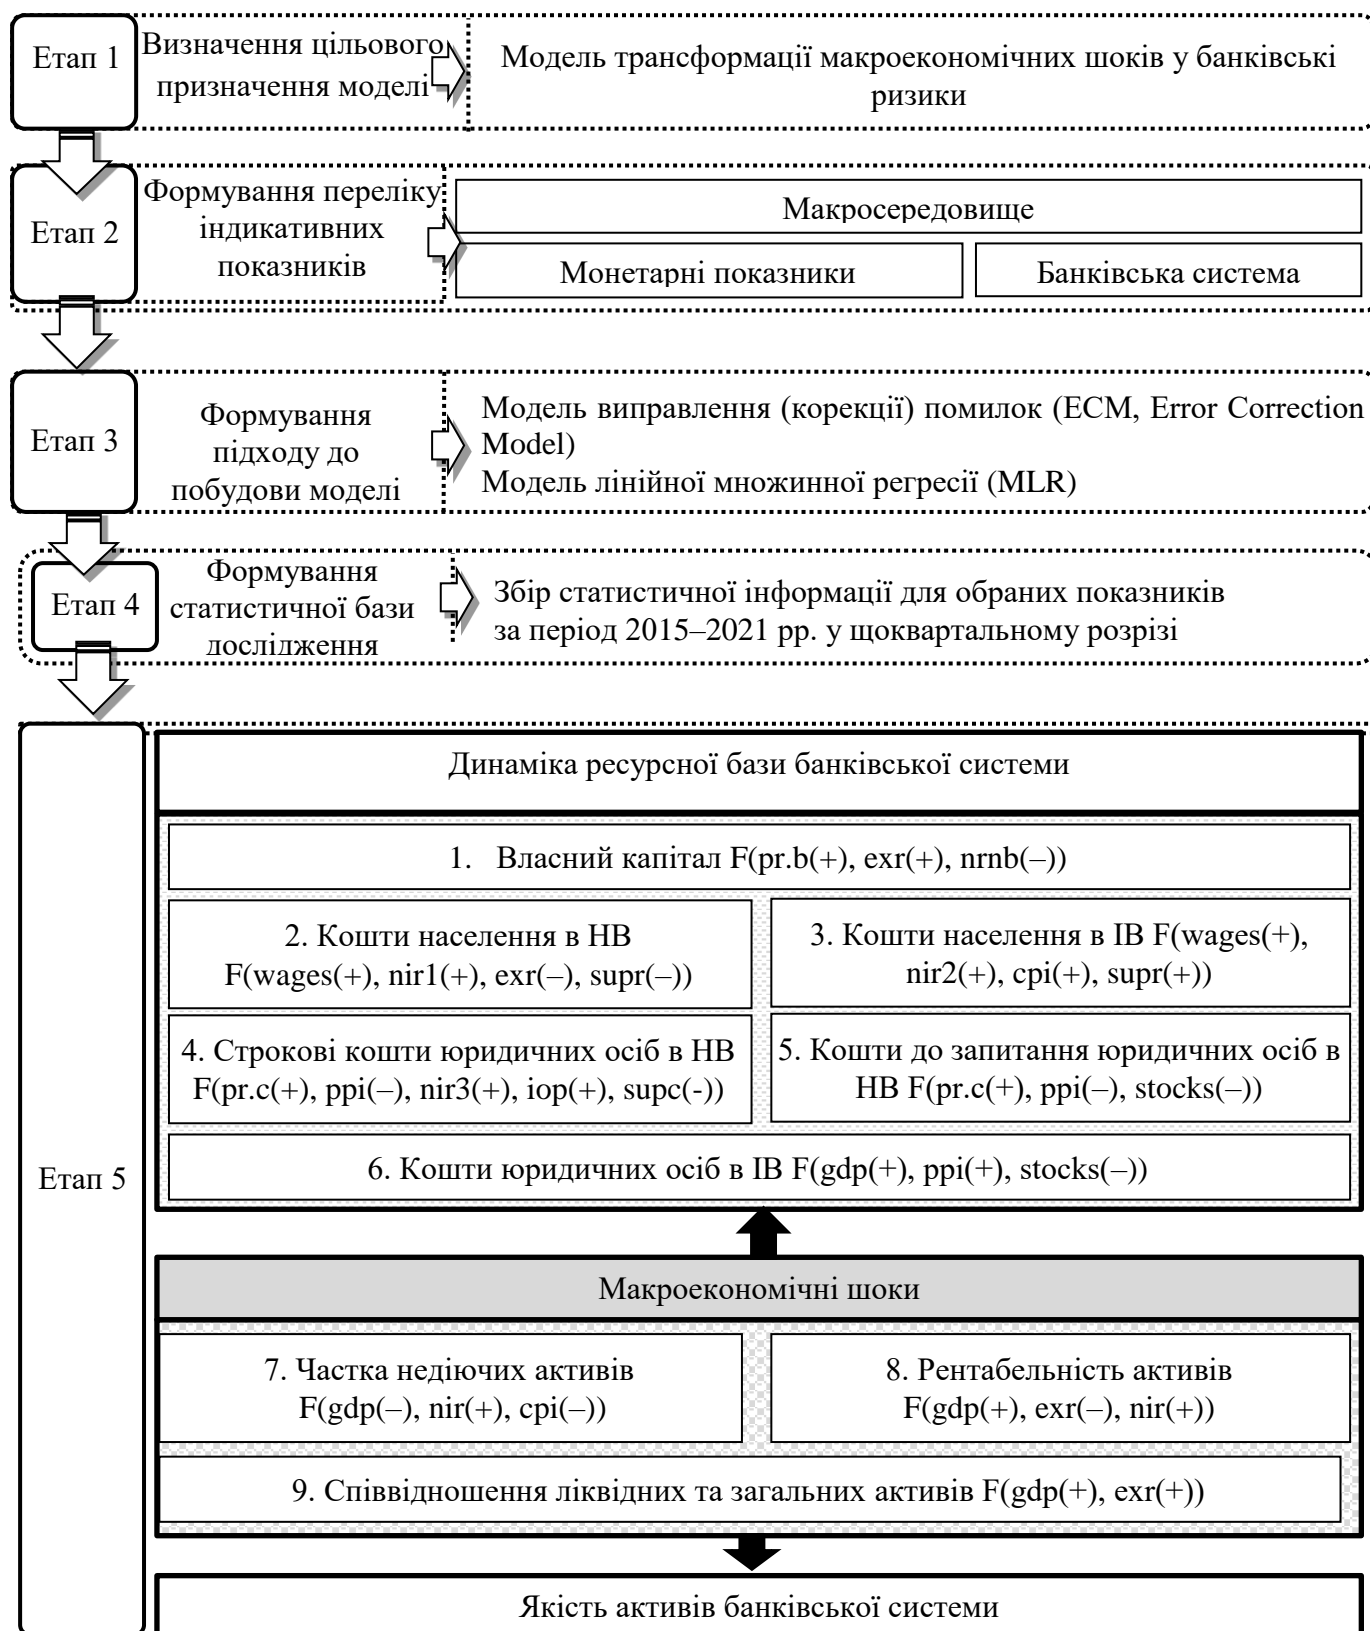 Етап 1
Визначення цільового
призначення моделі
Модель трансформації макроекономічних шоків у банківські
ризики
Етап 2
Формування переліку
індикативних
показників
Макросередовище
Монетарні показники
Банківська система
Етап 3
Формування
підходу до
побудови моделі
Модель виправлення (корекції) помилок (ECM, Error Correction
Model)
Модель лінійної множинної регресії (MLR)
Етап 4
Формування
статистичної бази
дослідження
Збір статистичної інформації для обраних показників
за період 2015–2021 рр. у щоквартальному розрізі
Етап 5
Динаміка ресурсної бази банківської системи
1. Власний капітал F(pr.b(+), exr(+), nrnb(–))
2. Кошти населення в НВ
F(wages(+), nir1(+), exr(–), supr(–))
3. Кошти населення в ІВ F(wages(+),
nir2(+), cpi(+), supr(+))
4. Строкові кошти юридичних осіб в НВ
F(pr.c(+), ppi(–), nir3(+), iop(+), supc(-))
5. Кошти до запитання юридичних осіб в
НВ F(pr.c(+), ppi(–), stocks(–))
6. Кошти юридичних осіб в ІВ F(gdp(+), ppi(+), stocks(–))
Макроекономічні шоки
7. Частка недіючих активів
F(gdp(–), nir(+), cpi(–))
8. Рентабельність активів
F(gdp(+), exr(–), nir(+))
9. Співвідношення ліквідних та загальних активів F(gdp(+), exr(+))
Якість активів банківської системи